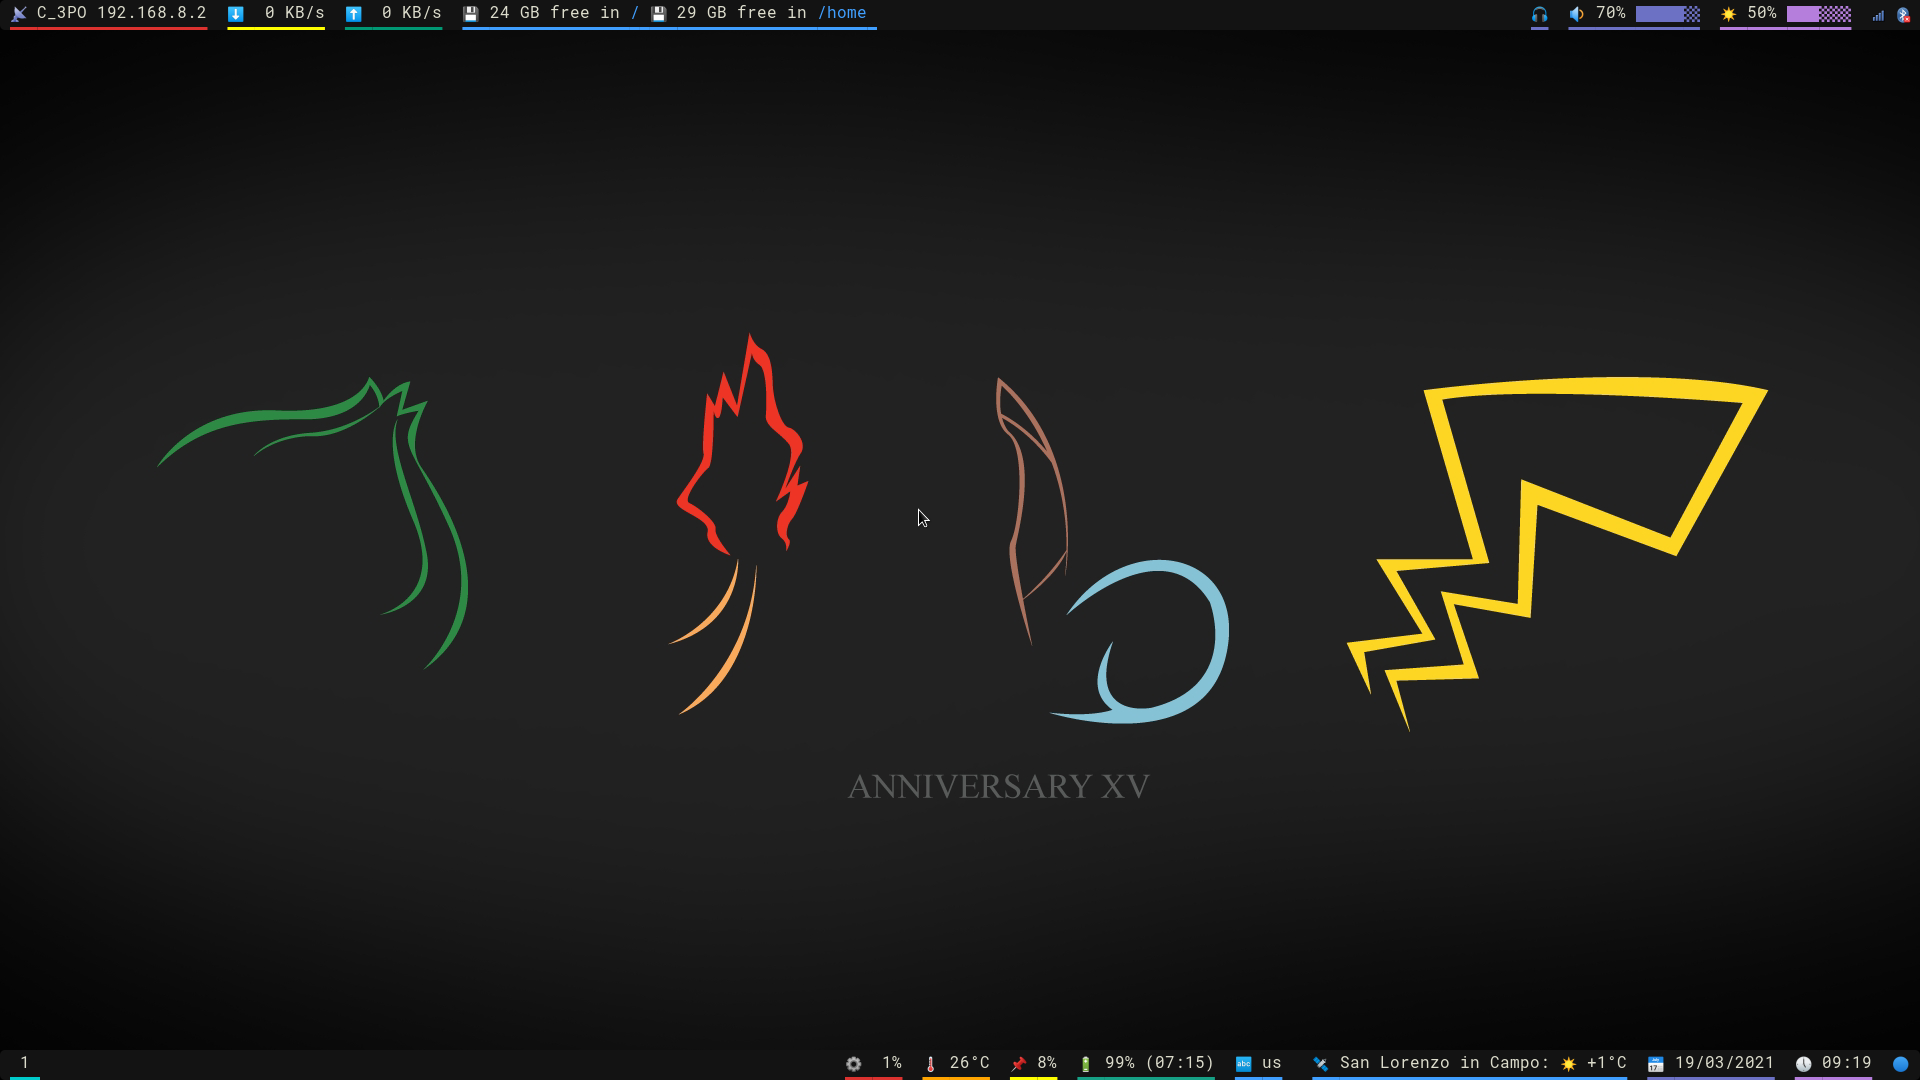 C_3PO 192.168.8.2 0 KB/s 0 KB/s 24 GB free in / 29 GB free in /home 70% 50%
ANNIVERSARY XV
1 1% 26°C 8% 99% (07:15) us San Lorenzo in Campo: +1°C 19/03/2021 09:19